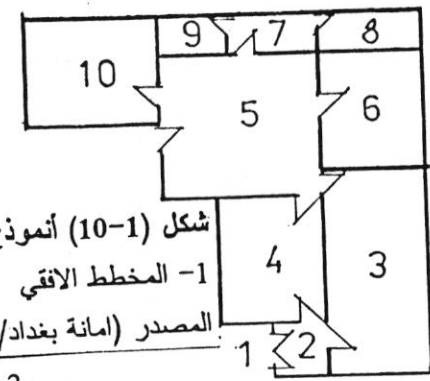 9 7 8
10 5 6
شكل (1-10) أنموذج
1- المخطط الافقي
4 3
المصدر (امانة بغداد/
1 2